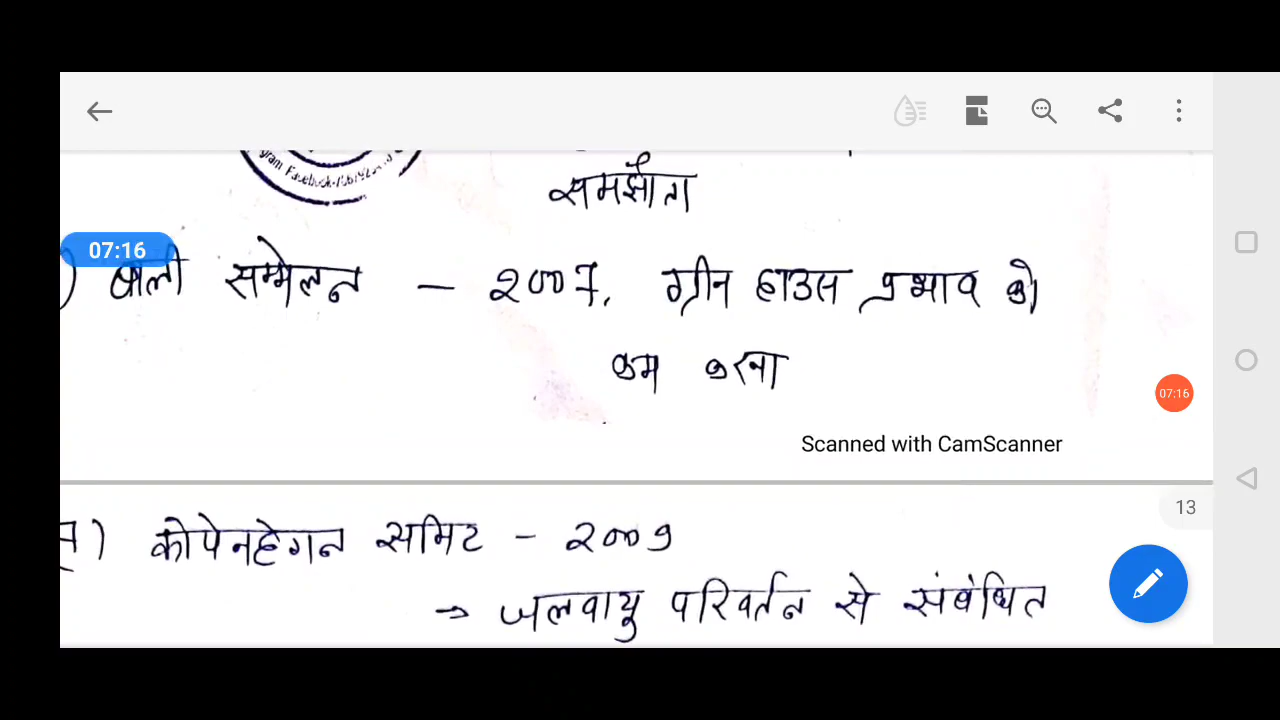 समझौता
07:16
बाली सम्मेलन - 2007, ग्रीन हाउस प्रभाव को
कम करना
07:16
Scanned with CamScanner
13
कोपेनहेगन समिट - 2009
→ जलवायु परिवर्तन से संबंधित